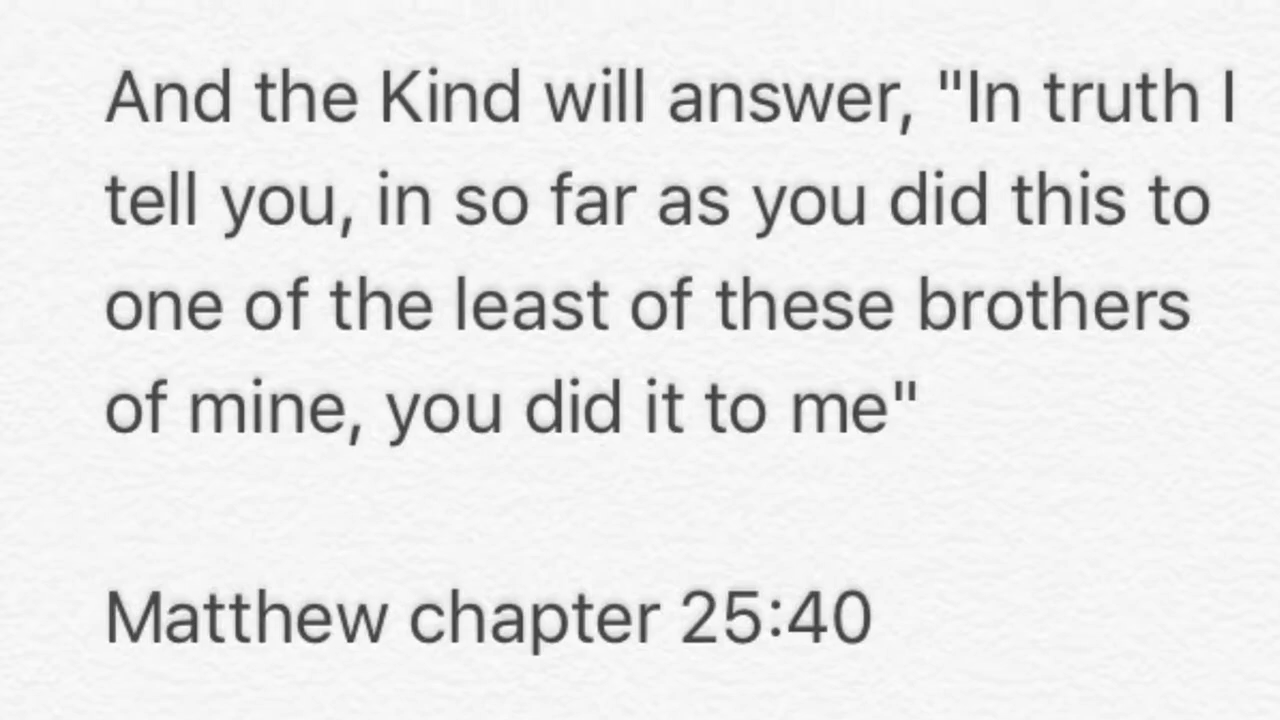 And the Kind will answer, "In truth I
tell you, in so far as you did this to
one of the least of these brothers
of mine, you did it to me"
Matthew chapter 25:40